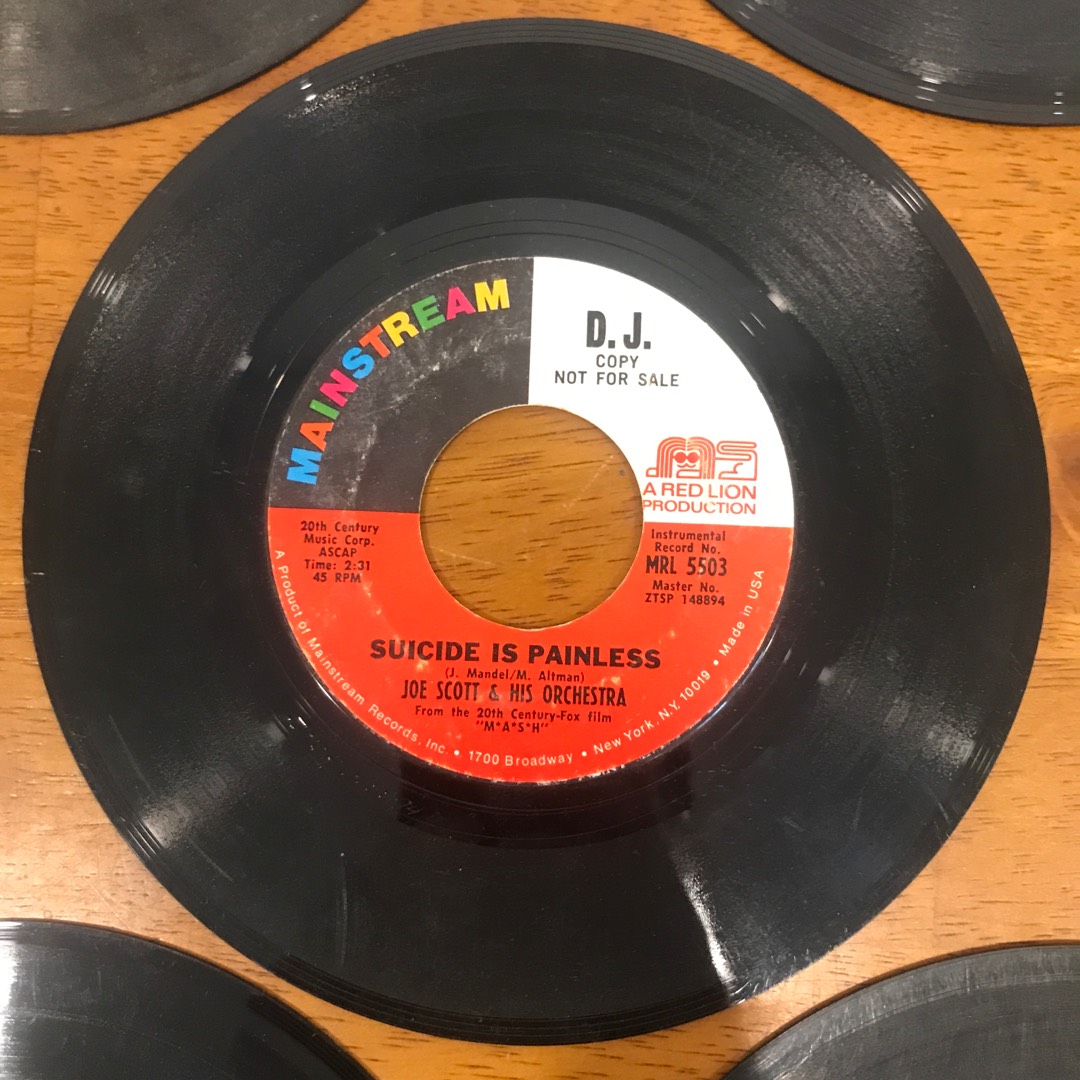 MAINSTREAM
D.J.
COPY
NOT FOR SALE
A RED LION
PRODUCTION
20th Century
Music Corp.
ASCAP
Time: 2:31
45 RPM
Instrumental
Record No.
MRL 5503
Master No.
ZTSP 148894
SUICIDE IS PAINLESS
(J. Mandel/M. Altman)
JOE SCOTT & HIS ORCHESTRA
From the 20th Century-Fox film
"M*A*S*H"
A Product of Mainstream Records, Inc. • 1700 Broadway • New York, N.Y. 10019 • Made in USA